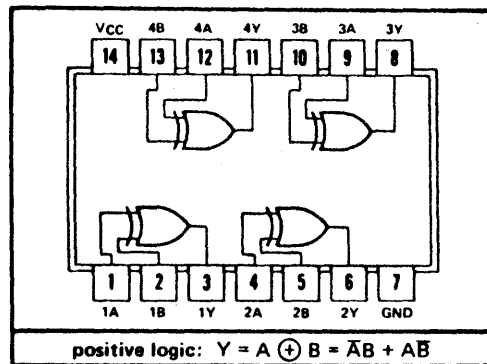 VCC 4B 4A 4Y 3B 3A 3Y
14 13 12 11 10 9 8
1 2 3 4 5 6 7
1A 1B 1Y 2A 2B 2Y GND
positive logic: Y = A ⊕ B = A̅B + AB̅